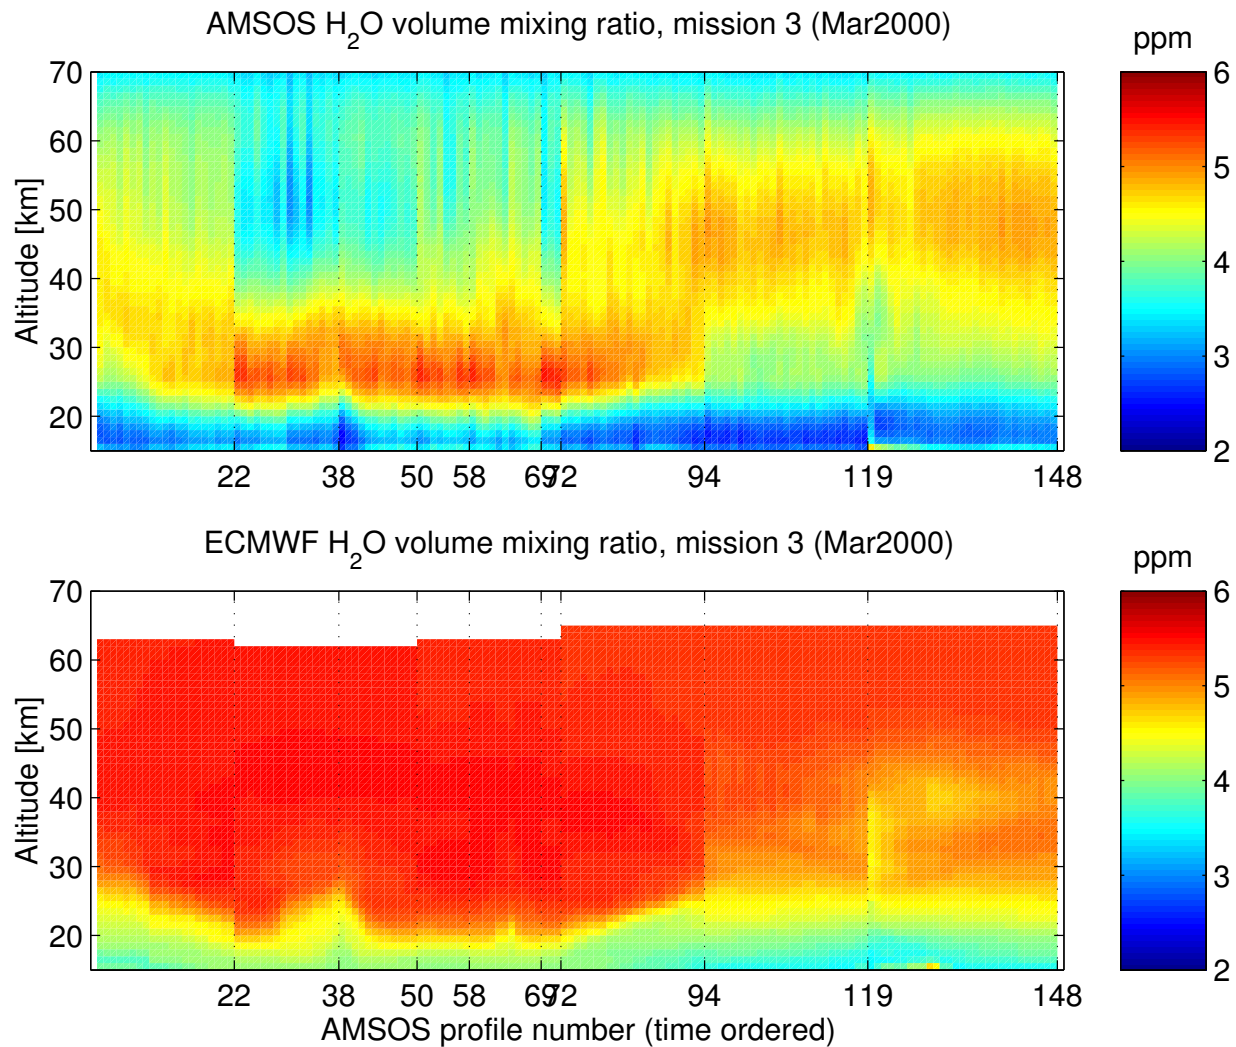 AMSOS H2O volume mixing ratio, mission 3 (Mar2000)
ppm
70
60
50
40
30
20
Altitude [km]
22 38 50 58 69 72 94 119 148
6
5
4
3
2
ECMWF H2O volume mixing ratio, mission 3 (Mar2000)
ppm
70
60
50
40
30
20
Altitude [km]
22 38 50 58 69 72 94 119 148
AMSOS profile number (time ordered)
6
5
4
3
2